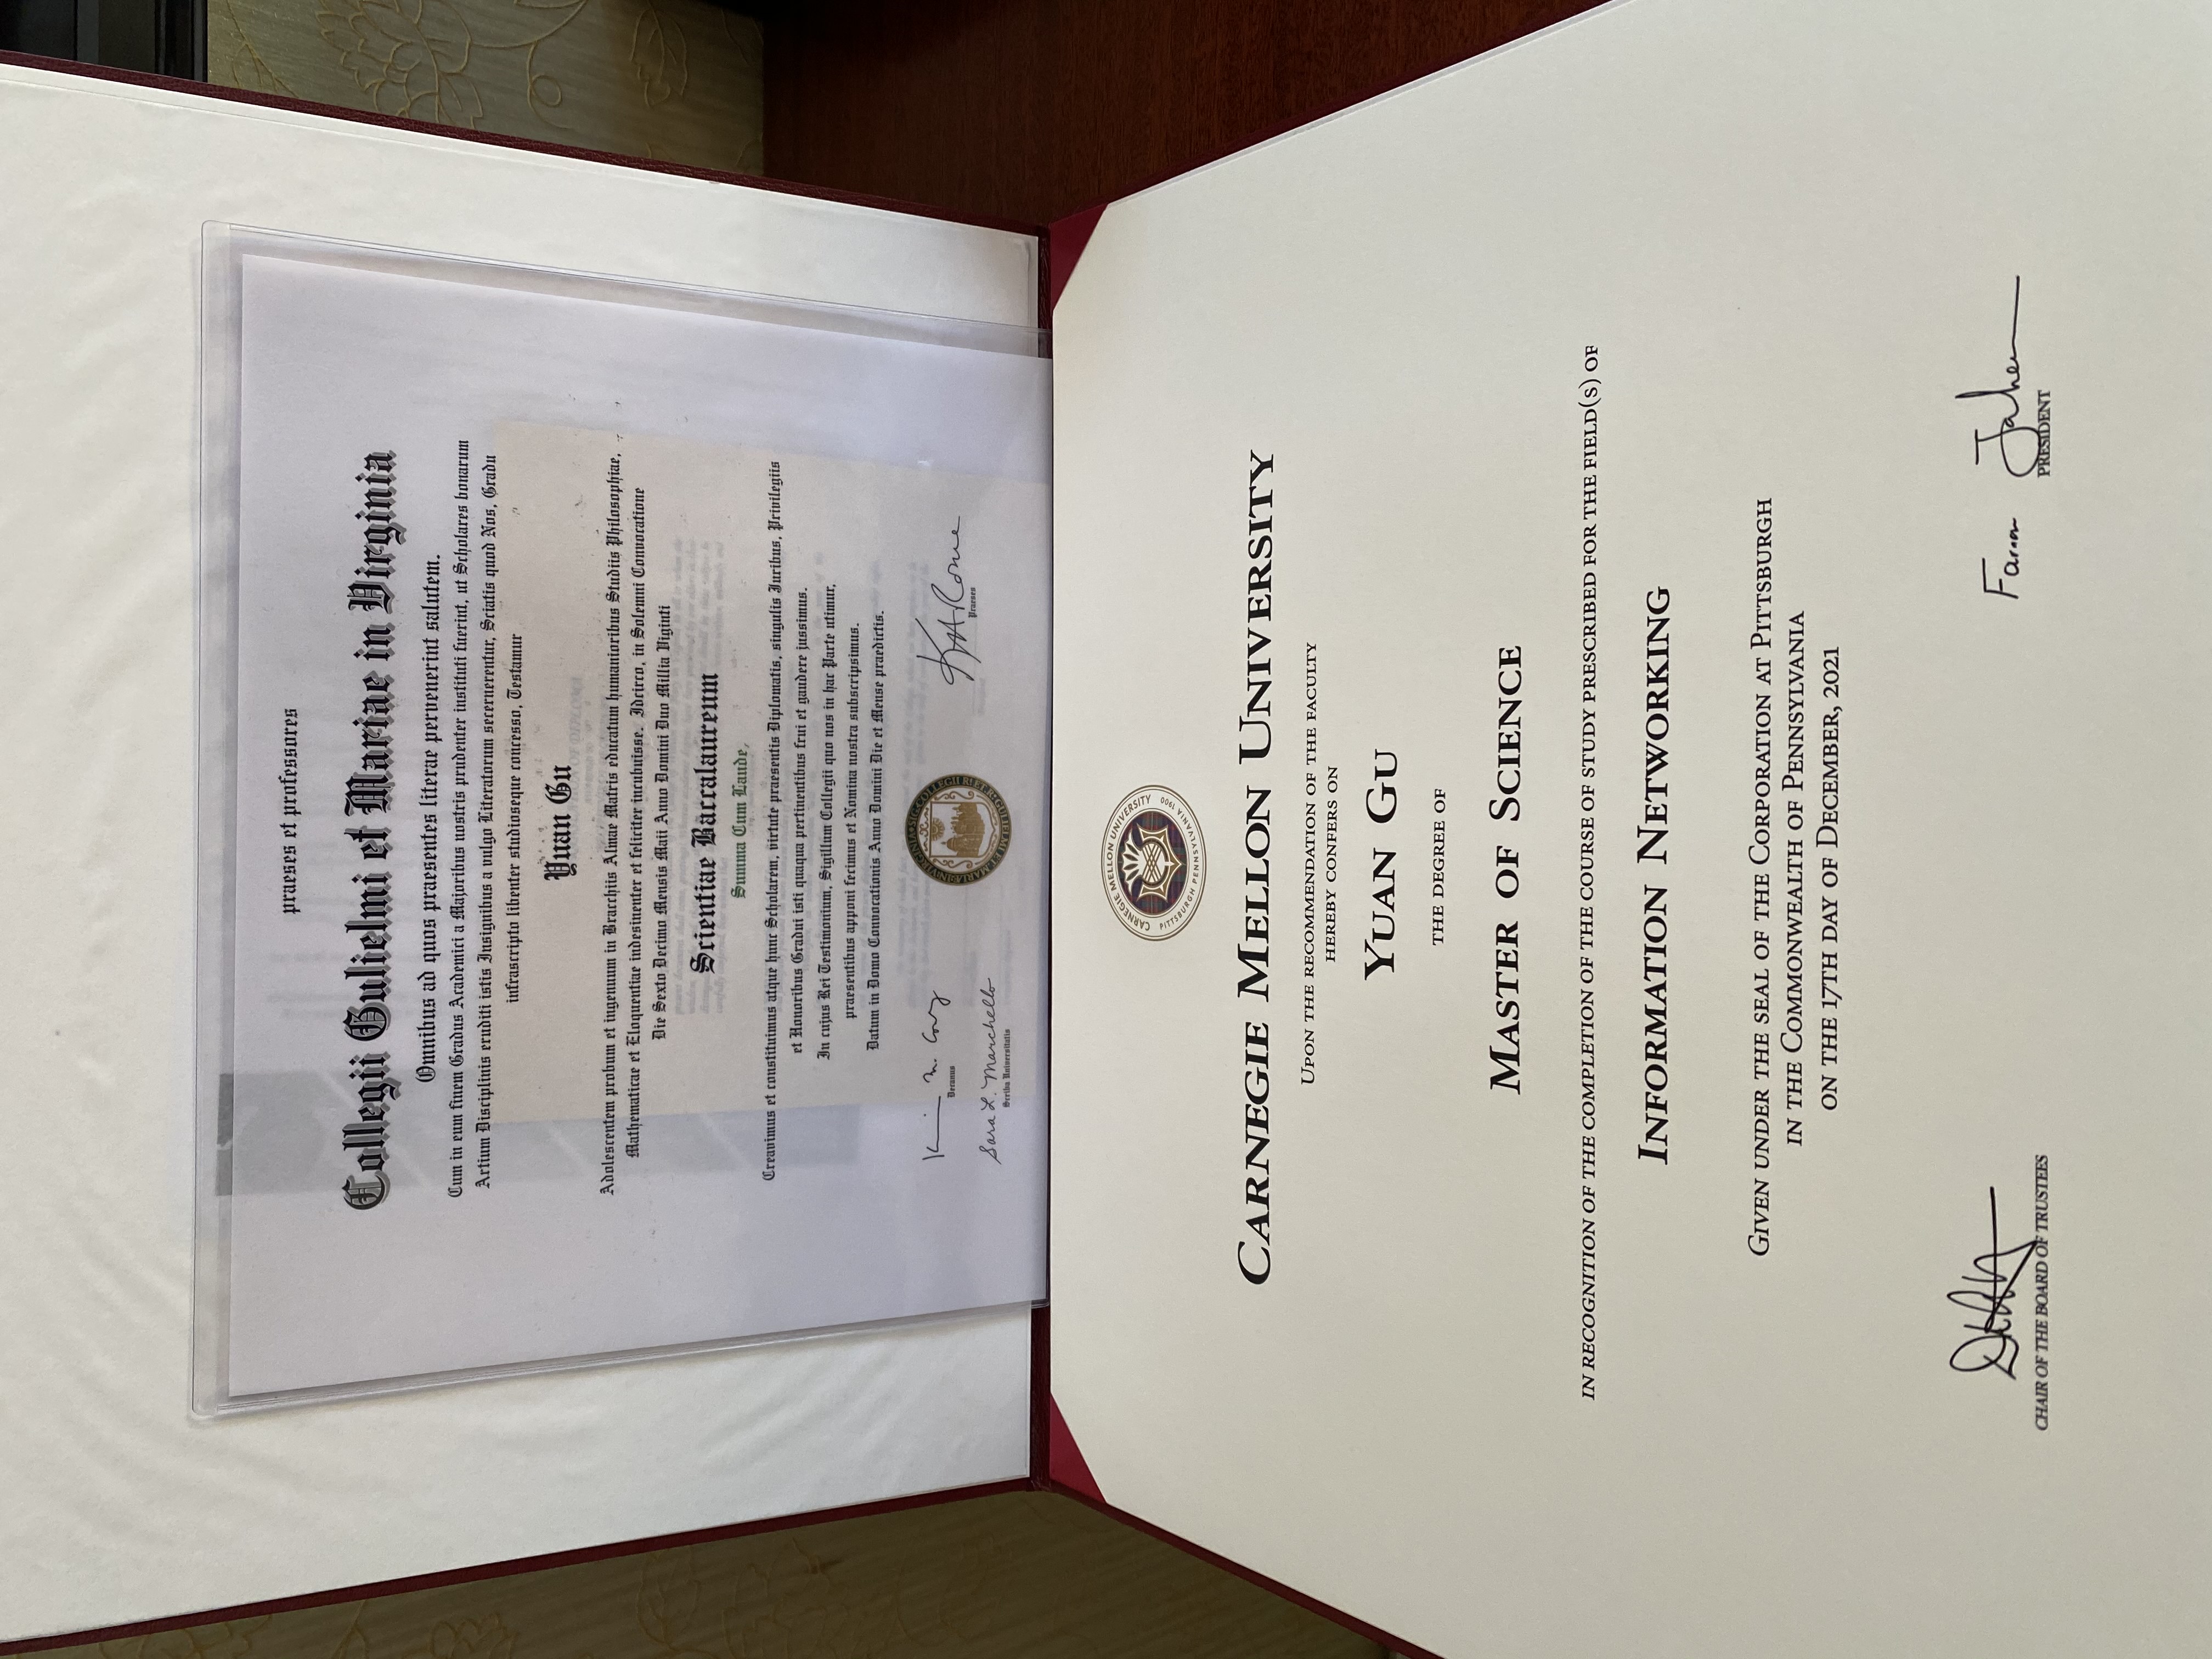 praeses et professores
Collegii Gulielmi et Mariae in Virginia
Omnibus ad quos praesentes literae pervenerint salutem.
Cum in eum finem Gradus Academici a Majoribus nostris prudenter instituti fuerint, ut Scholares bonarum
Artium Disciplinis eruditi istis Insignibus a vulgo Literatorum secernerentur, Sciatis quod Nos, Gradu
infrascripto libenter studioseque concesso, Testamur
Yuan Gu
Adolescentem probum et ingenuum in Bracchiis Almae Matris educatum humanioribus Studiis Philosophiae,
Mathematicae et Eloquentiae indesinenter et feliciter incubuisse. Idcirco, in Solemni Convocatione
Die Sexto Decimo Mensis Maii Anno Domini Duo Millia Viginti
Scientiae Baccalaureum
Summa Cum Laude,
Creavimus et constituimus atque hunc Scholarem, virtute praesentis Diplomatis, singulis Juribus, Privilegiis
et Honoribus Gradui isti quaqua pertinentibus frui et gaudere jussimus.
In cujus Rei Testimonium, Sigillum Collegii quo nos in hac Parte utimur,
praesentibus apponi fecimus et Nomina nostra subscripsimus.
Datum in Domo Convocationis Anno Domini Die et Mense praedictis.
Decanus
Sara L. Marchello
Scriba Universitatis
KARowe
Praeses
CARNEGIE MELLON UNIVERSITY
PITTSBURGH PENNSYLVANIA 1900
CARNEGIE MELLON UNIVERSITY
UPON THE RECOMMENDATION OF THE FACULTY
HEREBY CONFERS ON
YUAN GU
THE DEGREE OF
MASTER OF SCIENCE
IN RECOGNITION OF THE COMPLETION OF THE COURSE OF STUDY PRESCRIBED FOR THE FIELD(S) OF
INFORMATION NETWORKING
GIVEN UNDER THE SEAL OF THE CORPORATION AT PITTSBURGH
IN THE COMMONWEALTH OF PENNSYLVANIA
ON THE 17TH DAY OF DECEMBER, 2021
CHAIR OF THE BOARD OF TRUSTEES
PRESIDENT